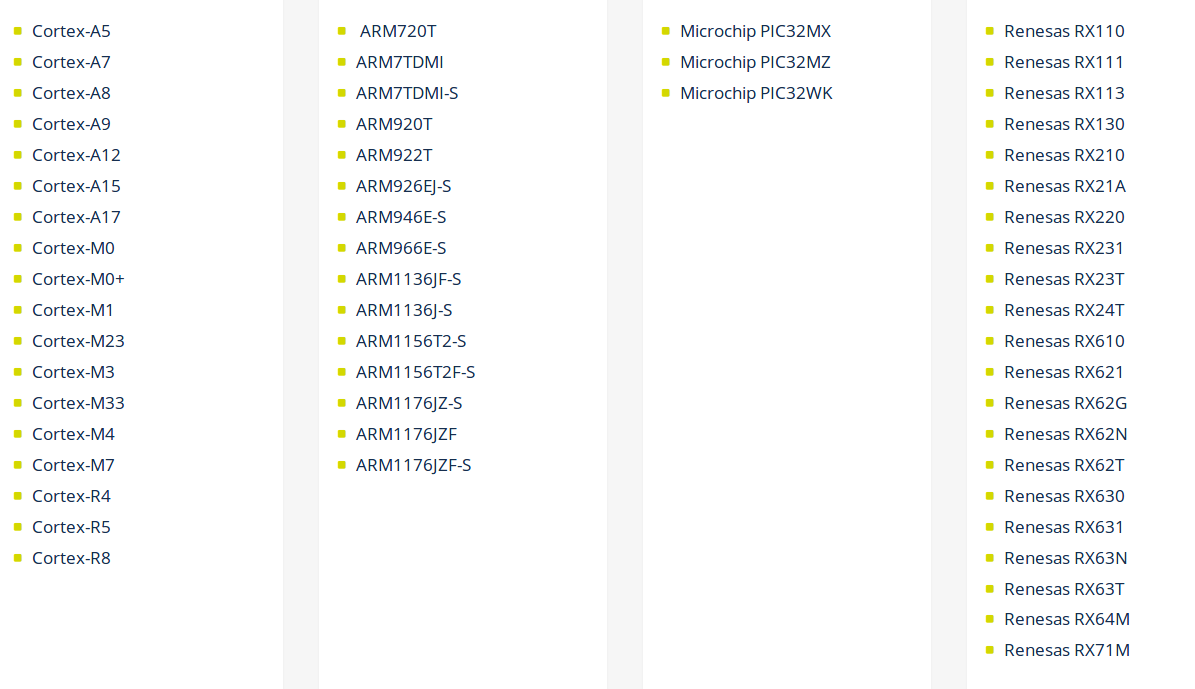 Cortex-A5
Cortex-A7
Cortex-A8
Cortex-A9
Cortex-A12
Cortex-A15
Cortex-A17
Cortex-M0
Cortex-M0+
Cortex-M1
Cortex-M23
Cortex-M3
Cortex-M33
Cortex-M4
Cortex-M7
Cortex-R4
Cortex-R5
Cortex-R8
ARM720T
ARM7TDMI
ARM7TDMI-S
ARM920T
ARM922T
ARM926EJ-S
ARM946E-S
ARM966E-S
ARM1136JF-S
ARM1136J-S
ARM1156T2-S
ARM1156T2F-S
ARM1176JZ-S
ARM1176JZF
ARM1176JZF-S
Microchip PIC32MX
Microchip PIC32MZ
Microchip PIC32WK
Renesas RX110
Renesas RX111
Renesas RX113
Renesas RX130
Renesas RX210
Renesas RX21A
Renesas RX220
Renesas RX231
Renesas RX23T
Renesas RX24T
Renesas RX610
Renesas RX621
Renesas RX62G
Renesas RX62N
Renesas RX62T
Renesas RX630
Renesas RX631
Renesas RX63N
Renesas RX63T
Renesas RX64M
Renesas RX71M